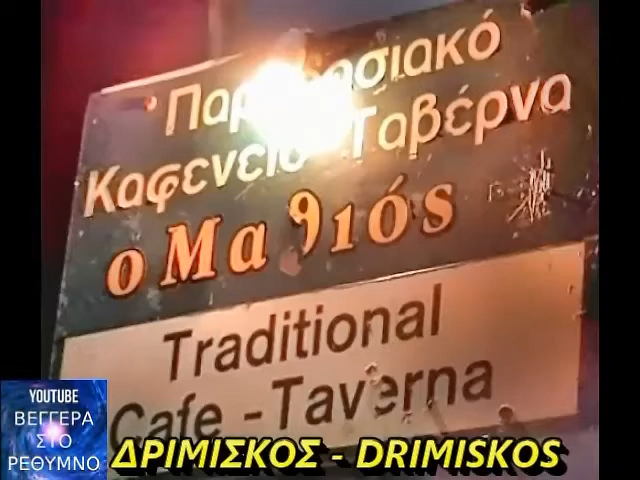 Καφενείο Ταβέρνα
ο Μαθιός
Traditional
Cafe - Taverna
YOUTUBE
ΒΕΓΓΕΡΑ
ΣΤΟ
ΡΕΘΥΜΝΟ
ΔΡΙΜΙΣΚΟΣ - DRIMISKOS